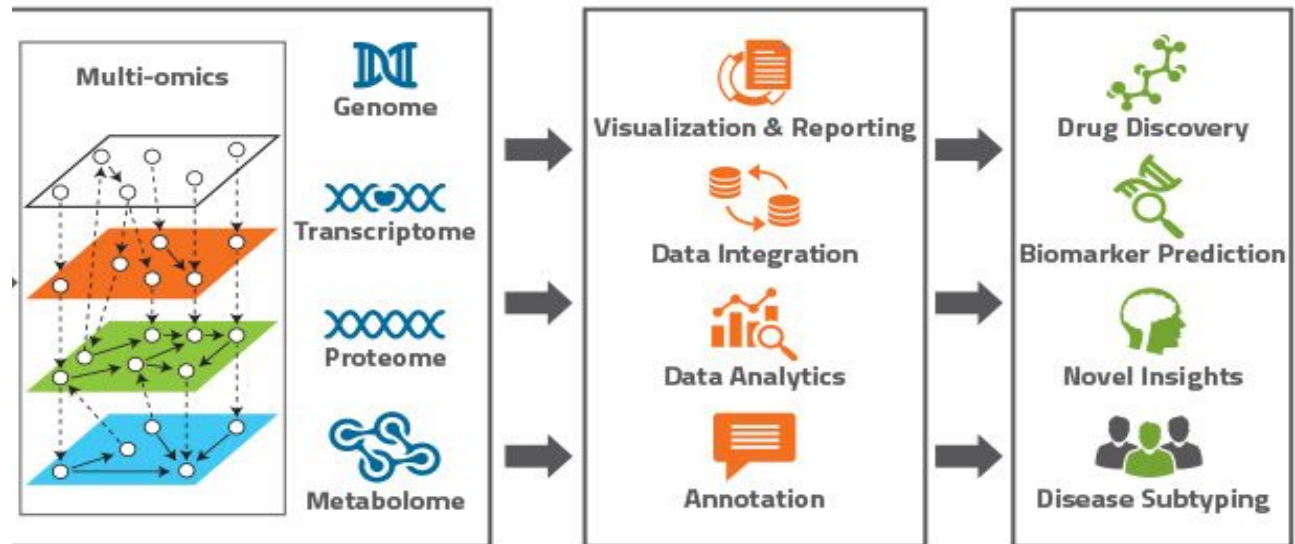 Multi-omics
Genome
Transcriptome
Proteome
Metabolome
Visualization & Reporting
Data Integration
Data Analytics
Annotation
Drug Discovery
Biomarker Prediction
Novel Insights
Disease Subtyping